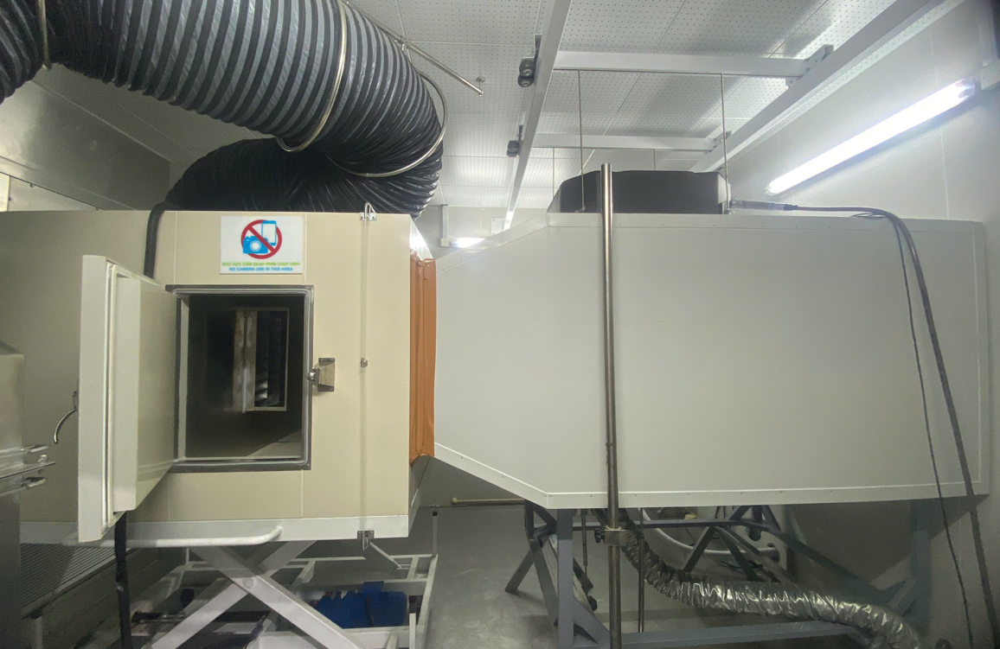 KHU VỰC CẤM QUAY PHIM CHỤP HÌNH
NO CAMERA USE IN THIS AREA